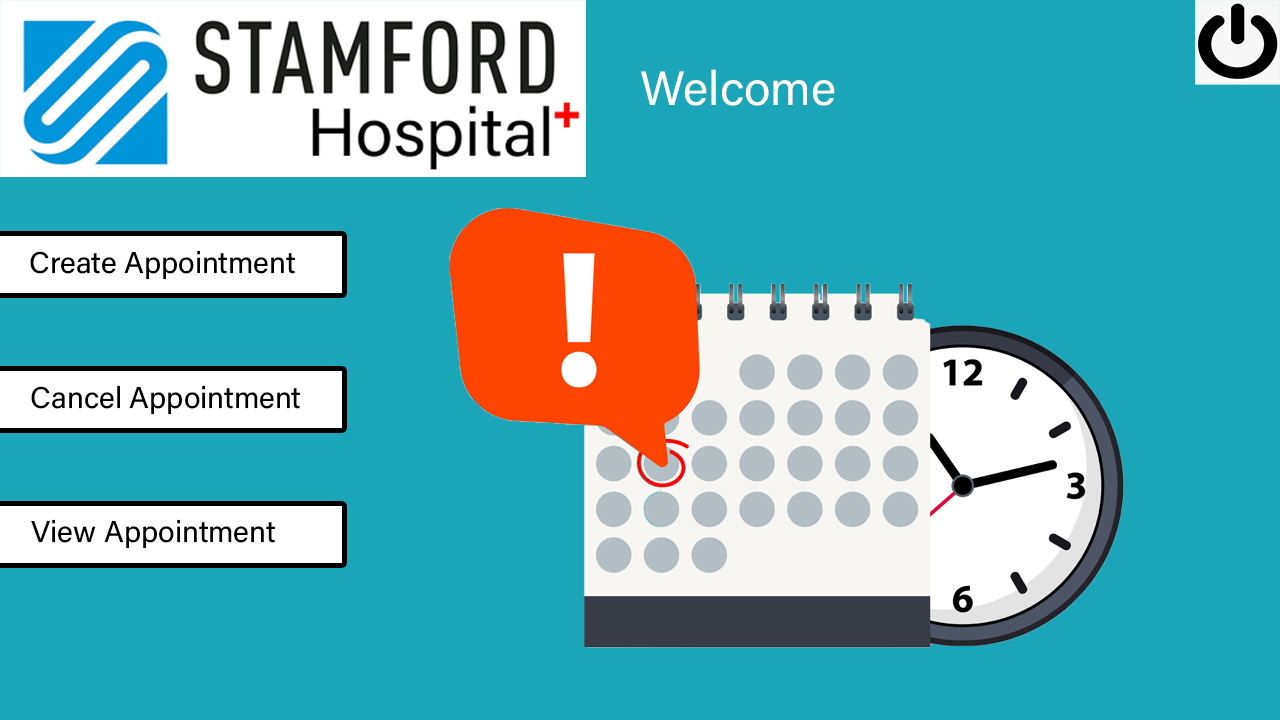 STAMFORD
Hospital+
Welcome
Create Appointment
Cancel Appointment
View Appointment
!
12
3
6